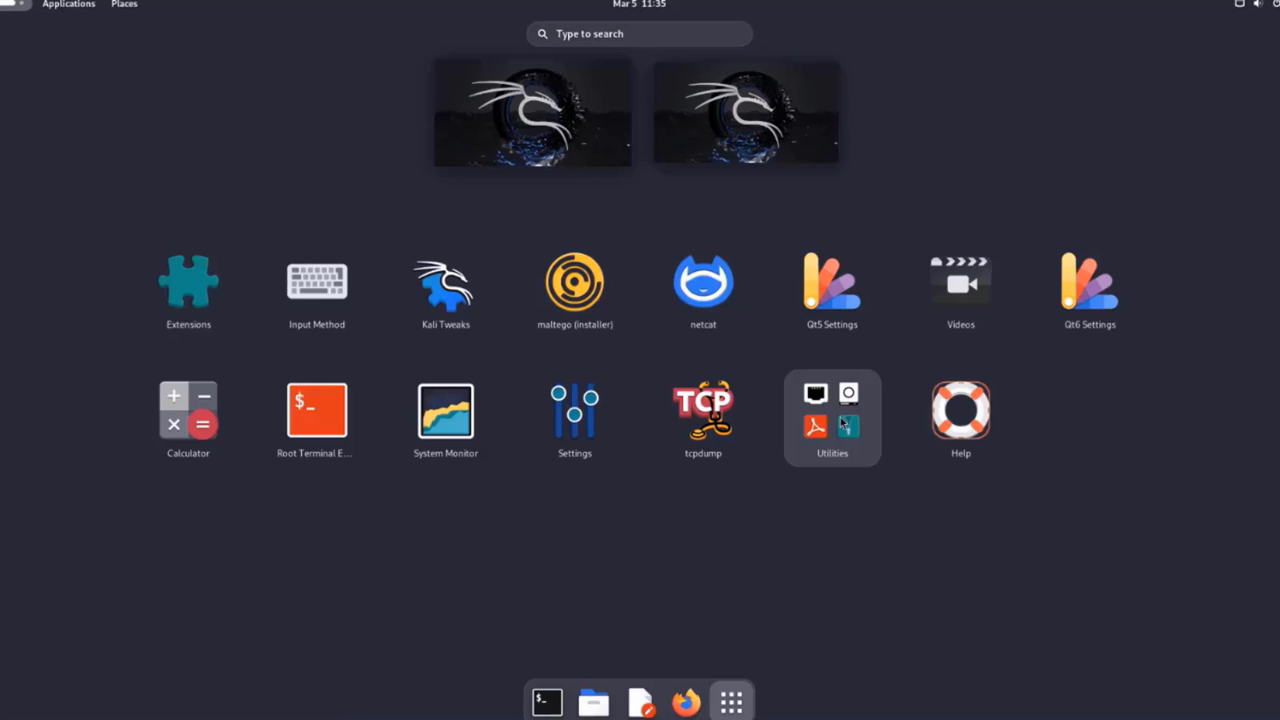 Applications Places Mar 5 11:35
Type to search
Extensions Input Method Kali Tweaks maltego (installer) netcat Qt5 Settings Videos Qt6 Settings
$_
TCP
Calculator Root Terminal E... System Monitor Settings tcpdump Utilities Help
$_